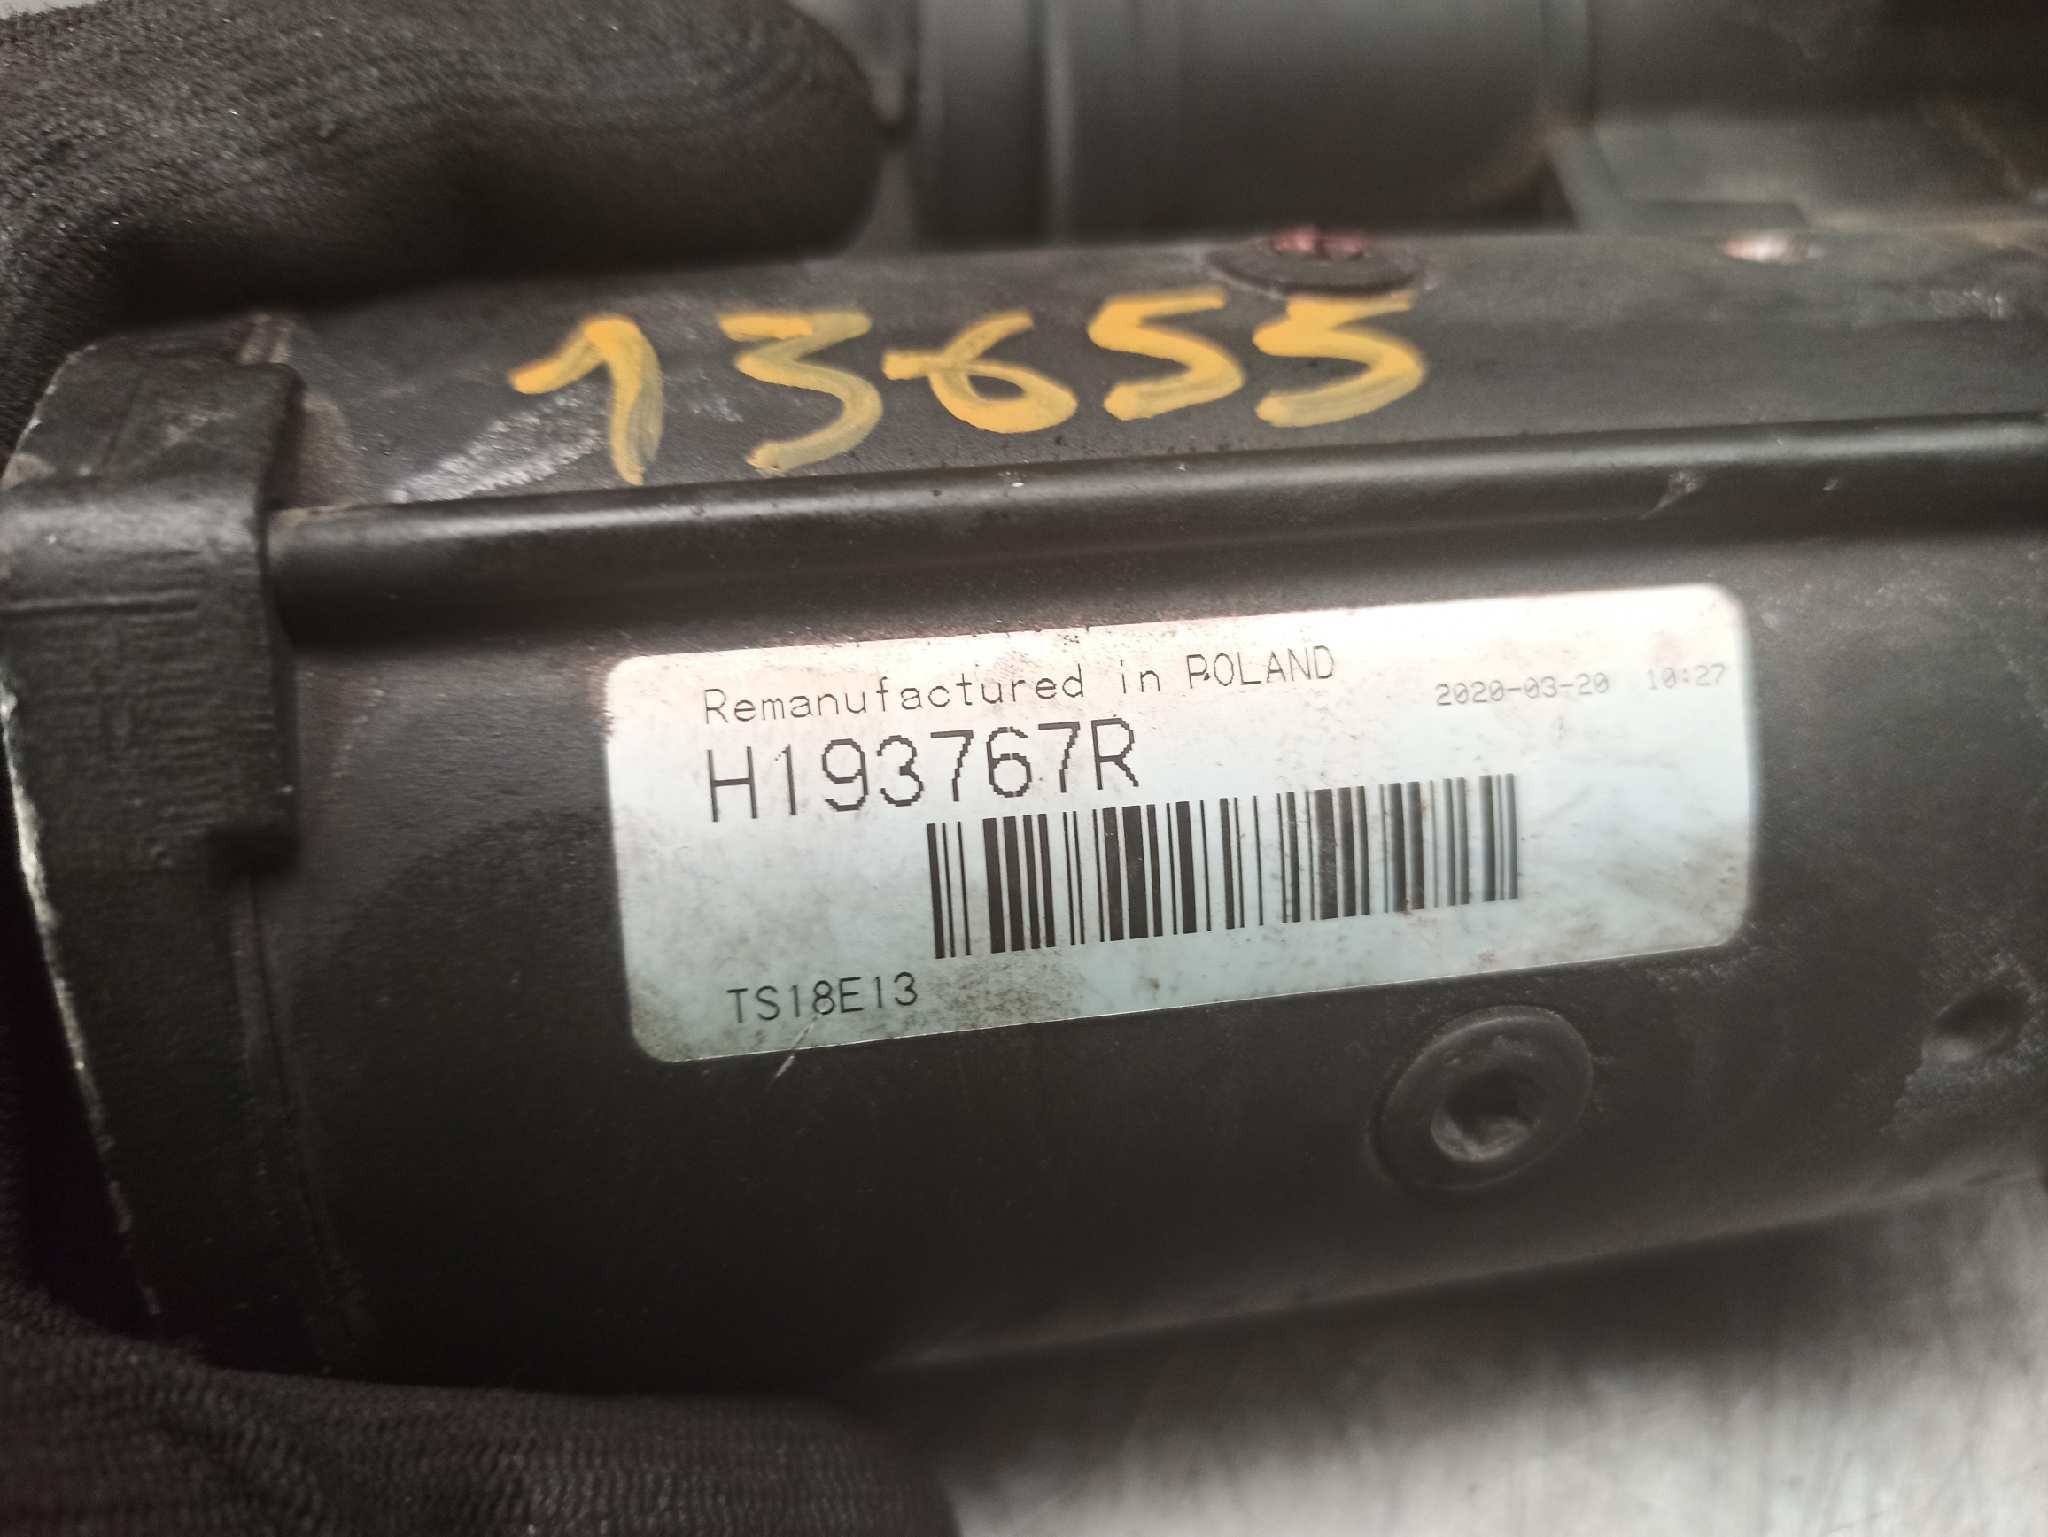 13655
Remanufactured in POLAND 2020-03-20 10:27
H193767R
TS18E13